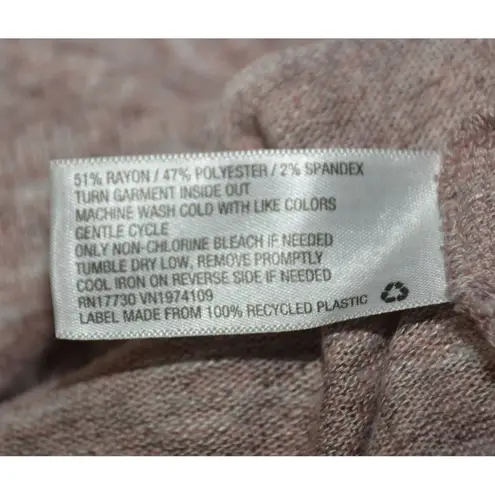 51% RAYON / 47% POLYESTER / 2% SPANDEX
TURN GARMENT INSIDE OUT
MACHINE WASH COLD WITH LIKE COLORS
GENTLE CYCLE
ONLY NON-CHLORINE BLEACH IF NEEDED
TUMBLE DRY LOW, REMOVE PROMPTLY
COOL IRON ON REVERSE SIDE IF NEEDED
RN17730 VN1974109
LABEL MADE FROM 100% RECYCLED PLASTIC